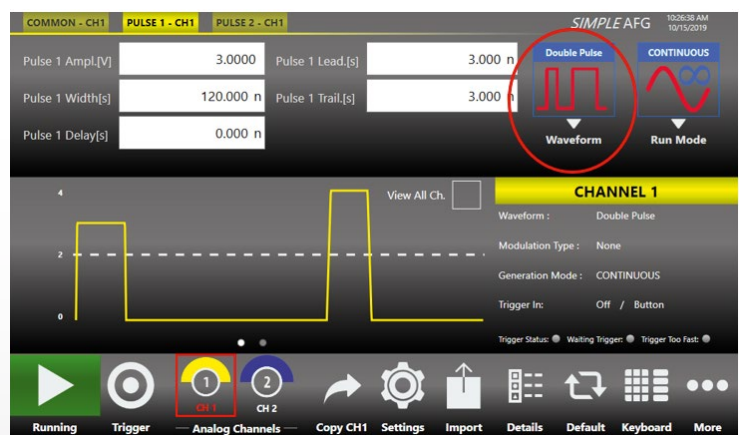 COMMON - CH1 PULSE 1 - CH1 PULSE 2 - CH1 SIMPLE AFG 10:26:38 AM
10/15/2019
Pulse 1 Ampl.[V] 3.0000 Pulse 1 Lead.[s] 3.000 n
Pulse 1 Width[s] 120.000 n Pulse 1 Trail.[s] 3.000 n
Pulse 1 Delay[s] 0.000 n
Double Pulse CONTINUOUS
Waveform Run Mode
4 View All Ch.
2
0
CHANNEL 1
Waveform : Double Pulse
Modulation Type : None
Generation Mode : CONTINUOUS
Trigger In: Off / Button
Trigger Status: Waiting Trigger: Trigger Too Fast:
1 2
CH 1 CH 2
Running Trigger Analog Channels Copy CH1 Settings Import Details Default Keyboard More